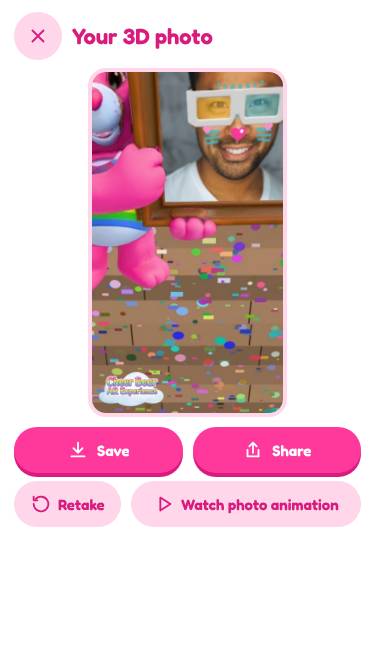 Your 3D photo
Cheer Bear
AR Experience
Save
Share
Retake
Watch photo animation